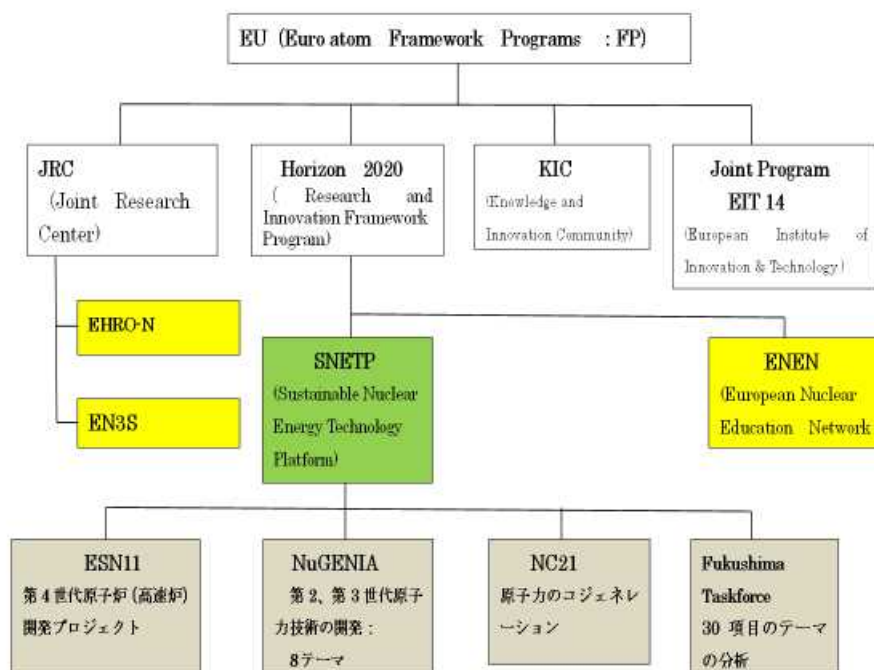 EU (Euro atom Framework Programs : FP)
JRC
(Joint Research
Center)
Horizon 2020
( Research and
Innovation Framework
Program)
KIC
(Knowledge and
Innovation Community)
Joint Program
EIT 14
(European Institute of
Innovation & Technology)
EHRO-N
EN3S
SNETP
(Sustainable Nuclear
Energy Technology
Platform)
ENEN
(European Nuclear
Education Network
ESN11
第4世代原子炉(高速炉)
開発プロジェクト
NuGENIA
第2、第3世代原子
力技術の開発:
8テーマ
NC21
原子力のコジェネレ
ーション
Fukushima
Taskforce
30 項目のテーマ
の分析